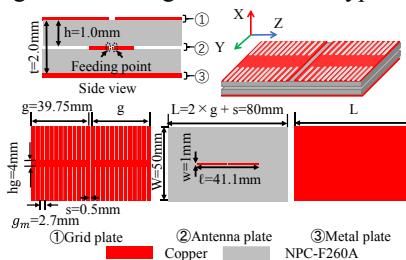 t=2.0mm
h=1.0mm
①
②
③
Feeding point
Side view
X
Z
Y
g=39.75mm
g
L=2 × g + s=80mm
L
hg=4mm
W=50mm
w=1mm
ℓ=41.1mm
s=0.5mm
gₘ=2.7mm
①Grid plate
②Antenna plate
③Metal plate
Copper
NPC-F260A